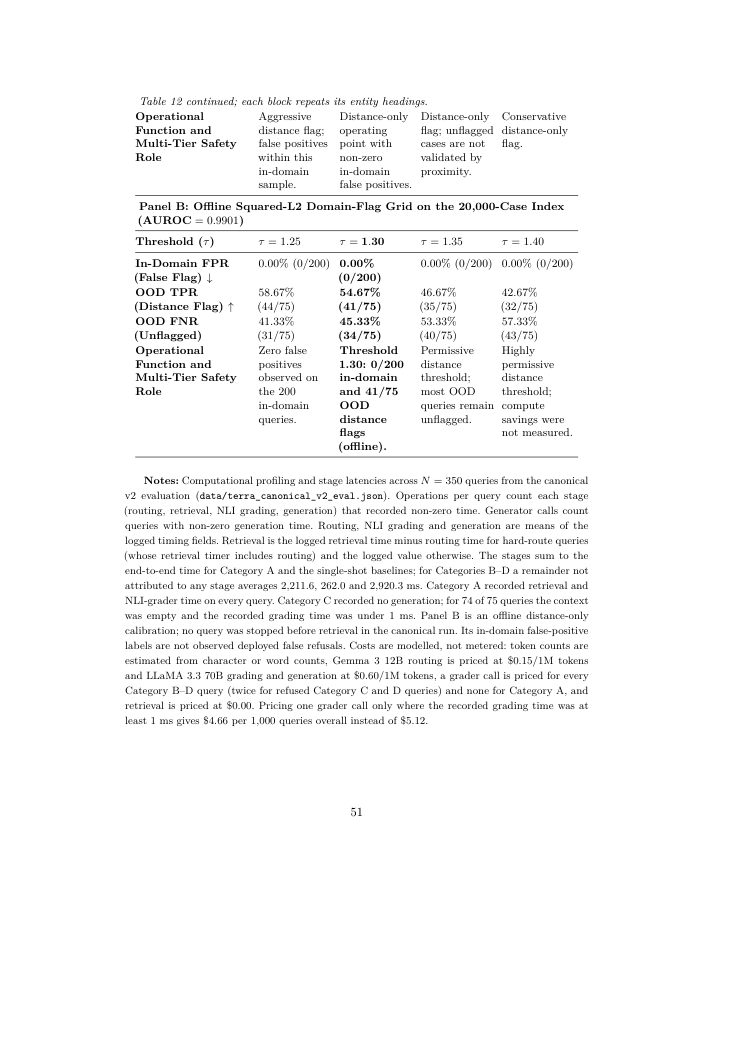 Table 12 continued; each block repeats its entity headings.
Operational Aggressive Distance-only Distance-only Conservative
Function and distance flag; operating flag; unflagged distance-only
Multi-Tier Safety false positives point with cases are not flag.
Role within this non-zero validated by
in-domain in-domain proximity.
sample. false positives.
Panel B: Offline Squared-L2 Domain-Flag Grid on the 20,000-Case Index
(AUROC = 0.9901)
Threshold (τ) τ = 1.25 τ = 1.30 τ = 1.35 τ = 1.40
In-Domain FPR 0.00% (0/200) 0.00% 0.00% (0/200) 0.00% (0/200)
(False Flag) ↓ (0/200)
OOD TPR 58.67% 54.67% 46.67% 42.67%
(Distance Flag) ↑ (44/75) (41/75) (35/75) (32/75)
OOD FNR 41.33% 45.33% 53.33% 57.33%
(Unflagged) (31/75) (34/75) (40/75) (43/75)
Operational Zero false Threshold Permissive Highly
Function and positives 1.30: 0/200 distance permissive
Multi-Tier Safety observed on in-domain threshold; distance
Role the 200 and 41/75 most OOD threshold;
in-domain OOD queries remain compute
queries. distance unflagged. savings were
flags not measured.
(offline).
Notes: Computational profiling and stage latencies across N = 350 queries from the canonical
v2 evaluation (data/terra_canonical_v2_eval.json). Operations per query count each stage
(routing, retrieval, NLI grading, generation) that recorded non-zero time. Generator calls count
queries with non-zero generation time. Routing, NLI grading and generation are means of the
logged timing fields. Retrieval is the logged retrieval time minus routing time for hard-route queries
(whose retrieval timer includes routing) and the logged value otherwise. The stages sum to the
end-to-end time for Category A and the single-shot baselines; for Categories B–D a remainder not
attributed to any stage averages 2,211.6, 262.0 and 2,920.3 ms. Category A recorded retrieval and
NLI-grader time on every query. Category C recorded no generation; for 74 of 75 queries the context
was empty and the recorded grading time was under 1 ms. Panel B is an offline distance-only
calibration; no query was stopped before retrieval in the canonical run. Its in-domain false-positive
labels are not observed deployed false refusals. Costs are modelled, not metered: token counts are
estimated from character or word counts, Gemma 3 12B routing is priced at $0.15/1M tokens
and LLaMA 3.3 70B grading and generation at $0.60/1M tokens, a grader call is priced for every
Category B–D query (twice for refused Category C and D queries) and none for Category A, and
retrieval is priced at $0.00. Pricing one grader call only where the recorded grading time was at
least 1 ms gives $4.66 per 1,000 queries overall instead of $5.12.
51